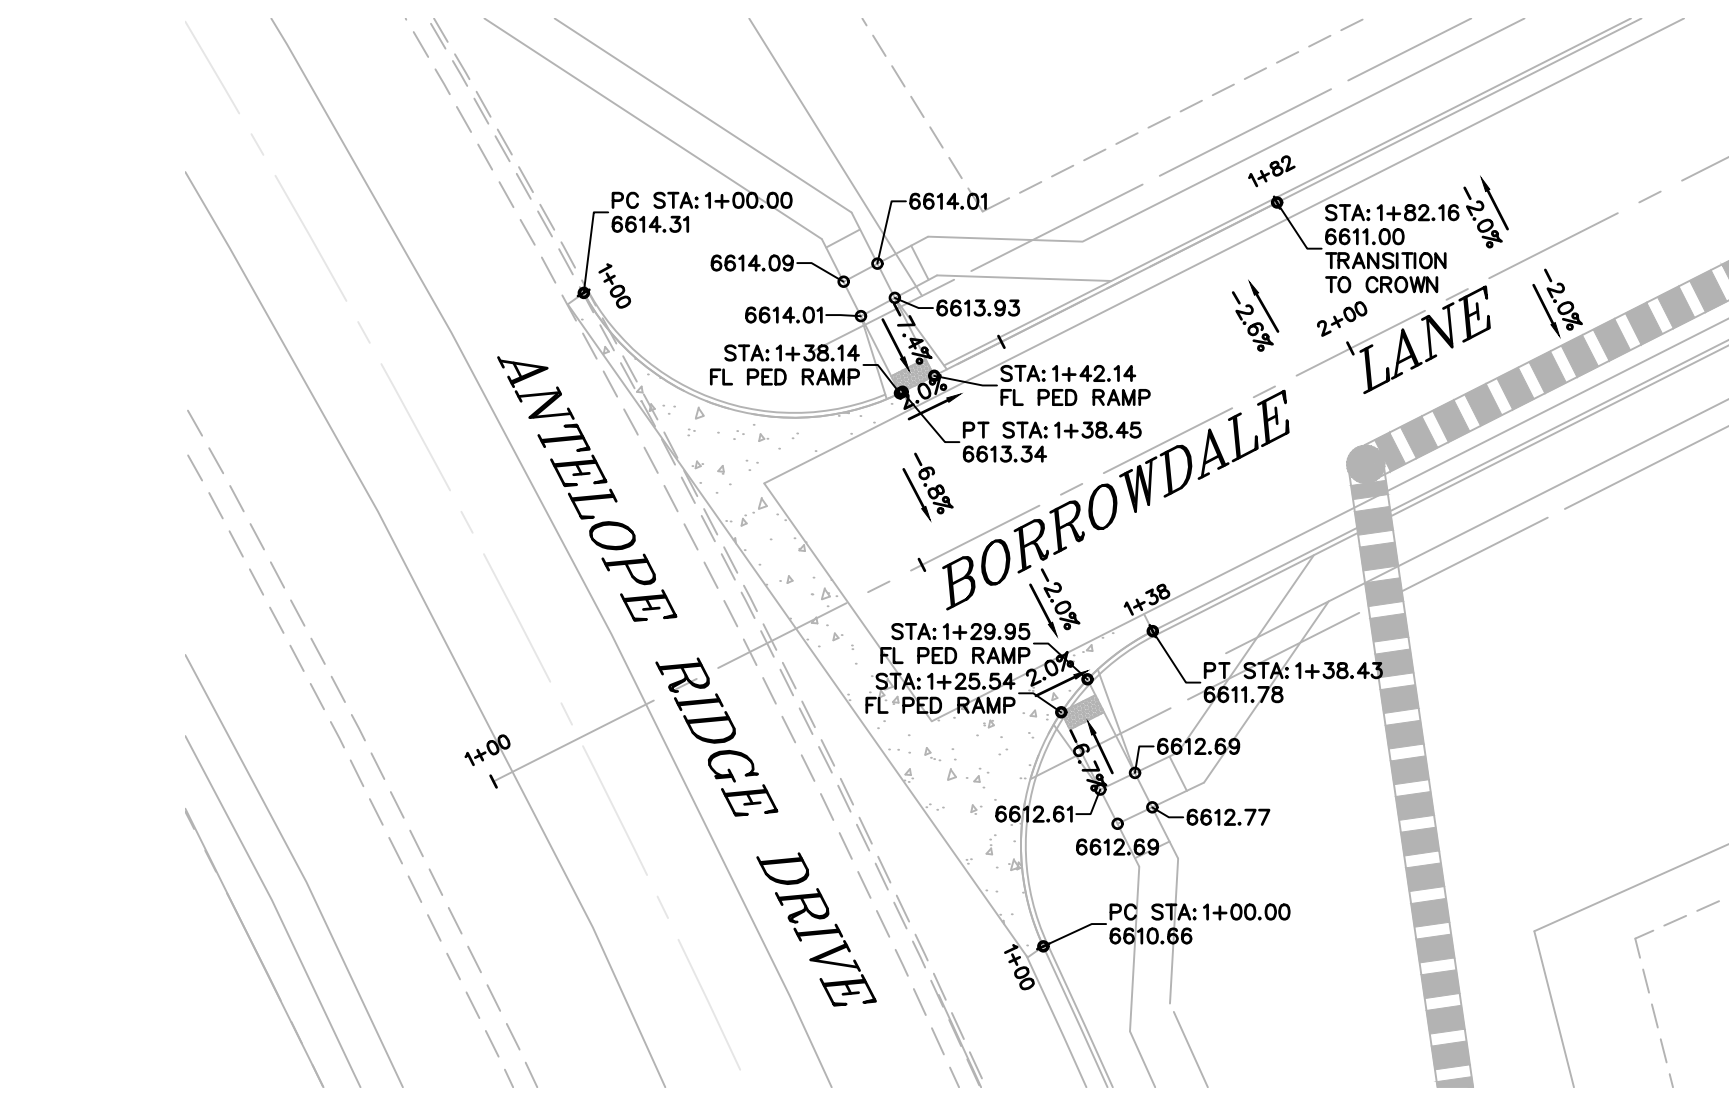 1+82
PC STA:1+00.00
6614.31
6614.01
-2.0%
STA:1+82.16
6611.00
TRANSITION
TO CROWN
6614.09
1+00
6614.01
6613.93
-2.6%
2+00
-2.0%
LANE
-7.4%
STA:1+38.14
FL PED RAMP
2.0%
STA:1+42.14
FL PED RAMP
PT STA:1+38.45
6613.34
-6.8%
BORROWDALE
ANTELOPE RIDGE DRIVE
-2.0%
1+38
STA:1+29.95
FL PED RAMP
2.0%
STA:1+25.54
FL PED RAMP
PT STA:1+38.43
6611.78
1+00
-6.7%
6612.69
6612.61
6612.77
6612.69
PC STA:1+00.00
6610.66
1+00